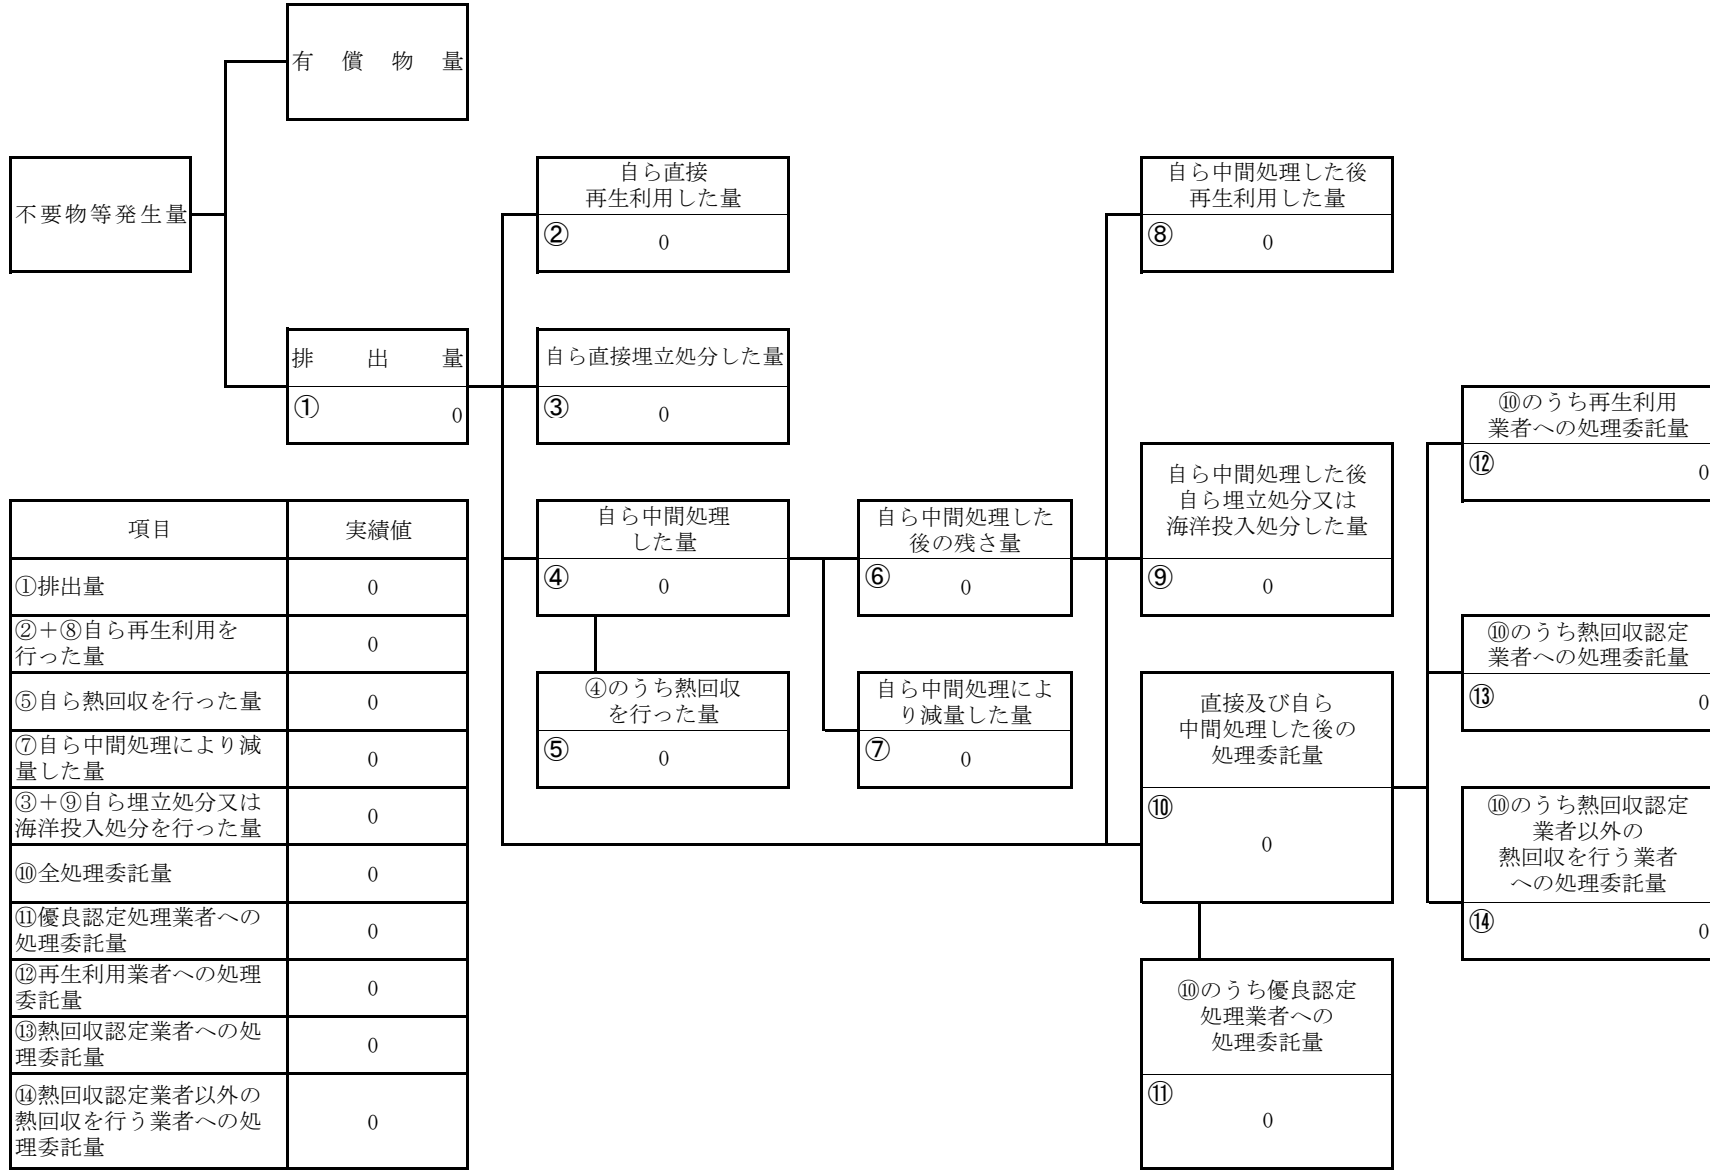 有償物量
不要物等発生量
排出量
① 0
自ら直接
再生利用した量
② 0
自ら直接埋立処分した量
③ 0
自ら中間処理
した量
④ 0
④のうち熱回収
を行った量
⑤ 0
自ら中間処理した
後の残さ量
⑥ 0
自ら中間処理によ
り減量した量
⑦ 0
自ら中間処理した後
再生利用した量
⑧ 0
自ら中間処理した後
自ら埋立処分又は
海洋投入処分した量
⑨ 0
直接及び自ら
中間処理した後の
処理委託量
⑩
0
⑩のうち優良認定
処理業者への
処理委託量
⑪
0
⑩のうち再生利用
業者への処理委託量
⑫ 0
⑩のうち熱回収認定
業者への処理委託量
⑬ 0
⑩のうち熱回収認定
業者以外の
熱回収を行う業者
への処理委託量
⑭ 0
項目 実績値
①排出量 0
②＋⑧自ら再生利用を
行った量 0
⑤自ら熱回収を行った量 0
⑦自ら中間処理により減
量した量 0
③＋⑨自ら埋立処分又は
海洋投入処分を行った量 0
⑩全処理委託量 0
⑪優良認定処理業者への
処理委託量 0
⑫再生利用業者への処理
委託量 0
⑬熱回収認定業者への処
理委託量 0
⑭熱回収認定業者以外の
熱回収を行う業者への処 0
理委託量